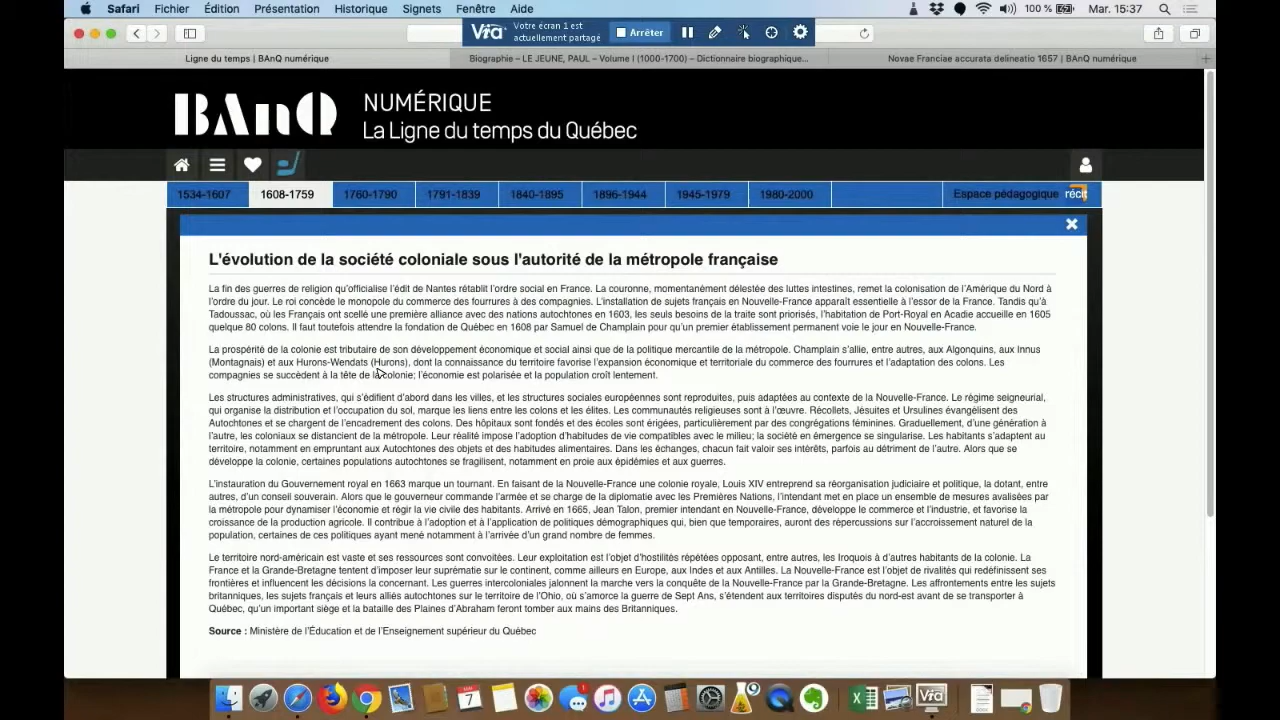 Safari Fichier Édition Présentation Historique Signets Fenêtre Aide 100 % Mar. 15:37
Via Votre écran 1 est actuellement partagé Arrêter
Ligne du temps | BAnQ numérique Biographie – LE JEUNE, PAUL – Volume I (1000-1700) – Dictionnaire biographique... Novae Franciae accurata delineatio 1657 | BAnQ numérique
BAnQ NUMÉRIQUE
La Ligne du temps du Québec
1534-1607 1608-1759 1760-1790 1791-1839 1840-1895 1896-1944 1945-1979 1980-2000 Espace pédagogique récit
L'évolution de la société coloniale sous l'autorité de la métropole française
La fin des guerres de religion qu'officialise l'édit de Nantes rétablit l'ordre social en France. La couronne, momentanément délestée des luttes intestines, remet la colonisation de l'Amérique du Nord à
l'ordre du jour. Le roi concède le monopole du commerce des fourrures à des compagnies. L'installation de sujets français en Nouvelle-France apparaît essentielle à l'essor de la France. Tandis qu'à
Tadoussac, où les Français ont scellé une première alliance avec des nations autochtones en 1603, les seuls besoins de la traite sont priorisés, l'habitation de Port-Royal en Acadie accueille en 1605
quelque 80 colons. Il faut toutefois attendre la fondation de Québec en 1608 par Samuel de Champlain pour qu'un premier établissement permanent voie le jour en Nouvelle-France.
La prospérité de la colonie est tributaire de son développement économique et social ainsi que de la politique mercantile de la métropole. Champlain s'allie, entre autres, aux Algonquins, aux Innus
(Montagnais) et aux Hurons-Wendats (Hurons), dont la connaissance du territoire favorise l'expansion économique et territoriale du commerce des fourrures et l'adaptation des colons. Les
compagnies se succèdent à la tête de la colonie; l'économie est polarisée et la population croît lentement.
Les structures administratives, qui s'édifient d'abord dans les villes, et les structures sociales européennes sont reproduites, puis adaptées au contexte de la Nouvelle-France. Le régime seigneurial,
qui organise la distribution et l'occupation du sol, marque les liens entre les colons et les élites. Les communautés religieuses sont à l'œuvre. Récollets, Jésuites et Ursulines évangélisent des
Autochtones et se chargent de l'encadrement des colons. Des hôpitaux sont fondés et des écoles sont érigées, particulièrement par des congrégations féminines. Graduellement, d'une génération à
l'autre, les coloniaux se distancient de la métropole. Leur réalité impose l'adoption d'habitudes de vie compatibles avec le milieu; la société en émergence se singularise. Les habitants s'adaptent au
territoire, notamment en empruntant aux Autochtones des objets et des habitudes alimentaires. Dans les échanges, chacun fait valoir ses intérêts, parfois au détriment de l'autre. Alors que se
développe la colonie, certaines populations autochtones se fragilisent, notamment en proie aux épidémies et aux guerres.
L'instauration du Gouvernement royal en 1663 marque un tournant. En faisant de la Nouvelle-France une colonie royale, Louis XIV entreprend sa réorganisation judiciaire et politique, la dotant, entre
autres, d'un conseil souverain. Alors que le gouverneur commande l'armée et se charge de la diplomatie avec les Premières Nations, l'intendant met en place un ensemble de mesures avalisées par
la métropole pour dynamiser l'économie et régir la vie civile des habitants. Arrivé en 1665, Jean Talon, premier intendant en Nouvelle-France, développe le commerce et l'industrie, et favorise la
croissance de la production agricole. Il contribue à l'adoption et à l'application de politiques démographiques qui, bien que temporaires, auront des répercussions sur l'accroissement naturel de la
population, certaines de ces politiques ayant mené notamment à l'arrivée d'un grand nombre de femmes.
Le territoire nord-américain est vaste et ses ressources sont convoitées. Leur exploitation est l'objet d'hostilités répétées opposant, entre autres, les Iroquois à d'autres habitants de la colonie. La
France et la Grande-Bretagne tentent d'imposer leur suprématie sur le continent, comme ailleurs en Europe, aux Indes et aux Antilles. La Nouvelle-France est l'objet de rivalités qui redéfinissent ses
frontières et influencent les décisions la concernant. Les guerres intercoloniales jalonnent la marche vers la conquête de la Nouvelle-France par la Grande-Bretagne. Les affrontements entre les sujets
britanniques, les sujets français et leurs alliés autochtones sur le territoire de l'Ohio, où s'amorce la guerre de Sept Ans, s'étendent aux territoires disputés du nord-est avant de se transporter à
Québec, qu'un important siège et la bataille des Plaines d'Abraham feront tomber aux mains des Britanniques.
Source : Ministère de l'Éducation et de l'Enseignement supérieur du Québec
7 9 Via